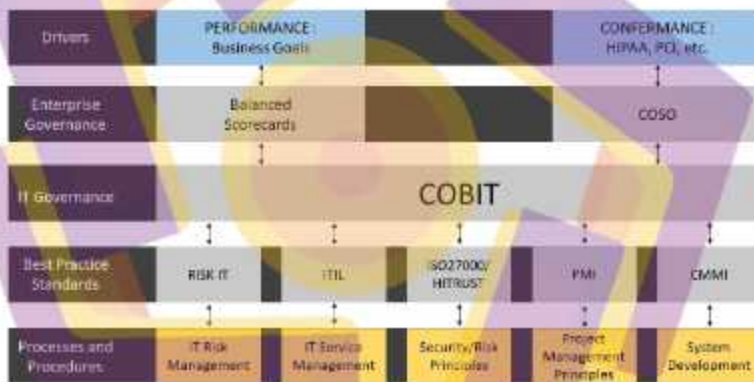 Drivers
PERFORMANCE :
Business Goals
CONFERMANCE :
HIPAA, PCI, etc.
Enterprise
Governance
Balanced
Scorecards
COSO
IT Governance
COBIT
Best Practice
Standards
RISK IT
ITIL
ISO27000/
HITRUST
PMI
CMMI
Processes and
Procedures
IT Risk
Management
IT Service
Management
Security/Risk
Principles
Project
Management
Principles
System
Development